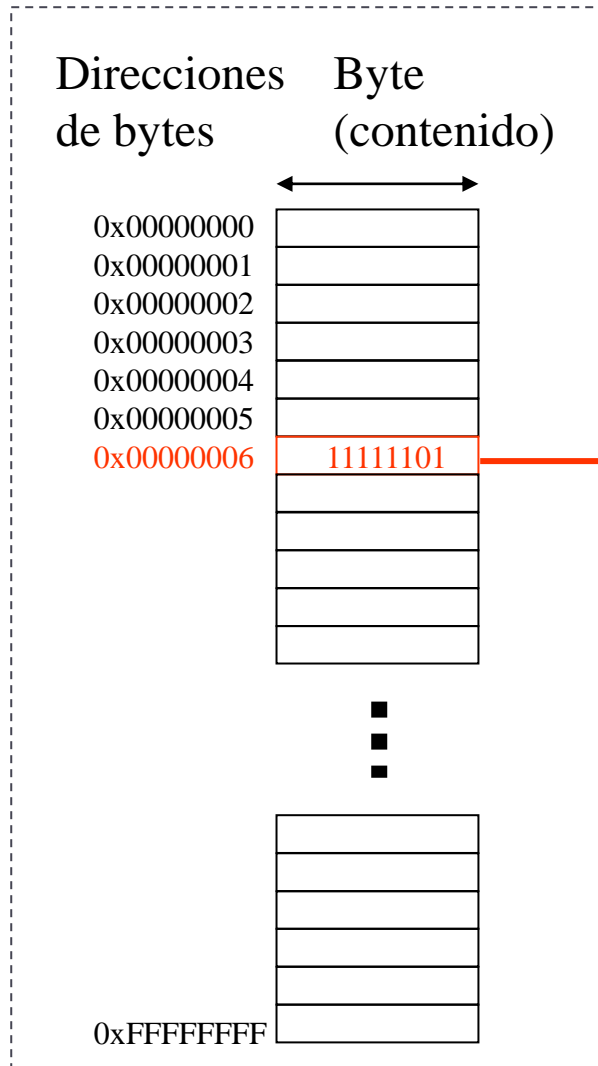 Direcciones
de bytes
Byte
(contenido)
0x00000000
0x00000001
0x00000002
0x00000003
0x00000004
0x00000005
0x00000006 11111101
0xFFFFFFFF